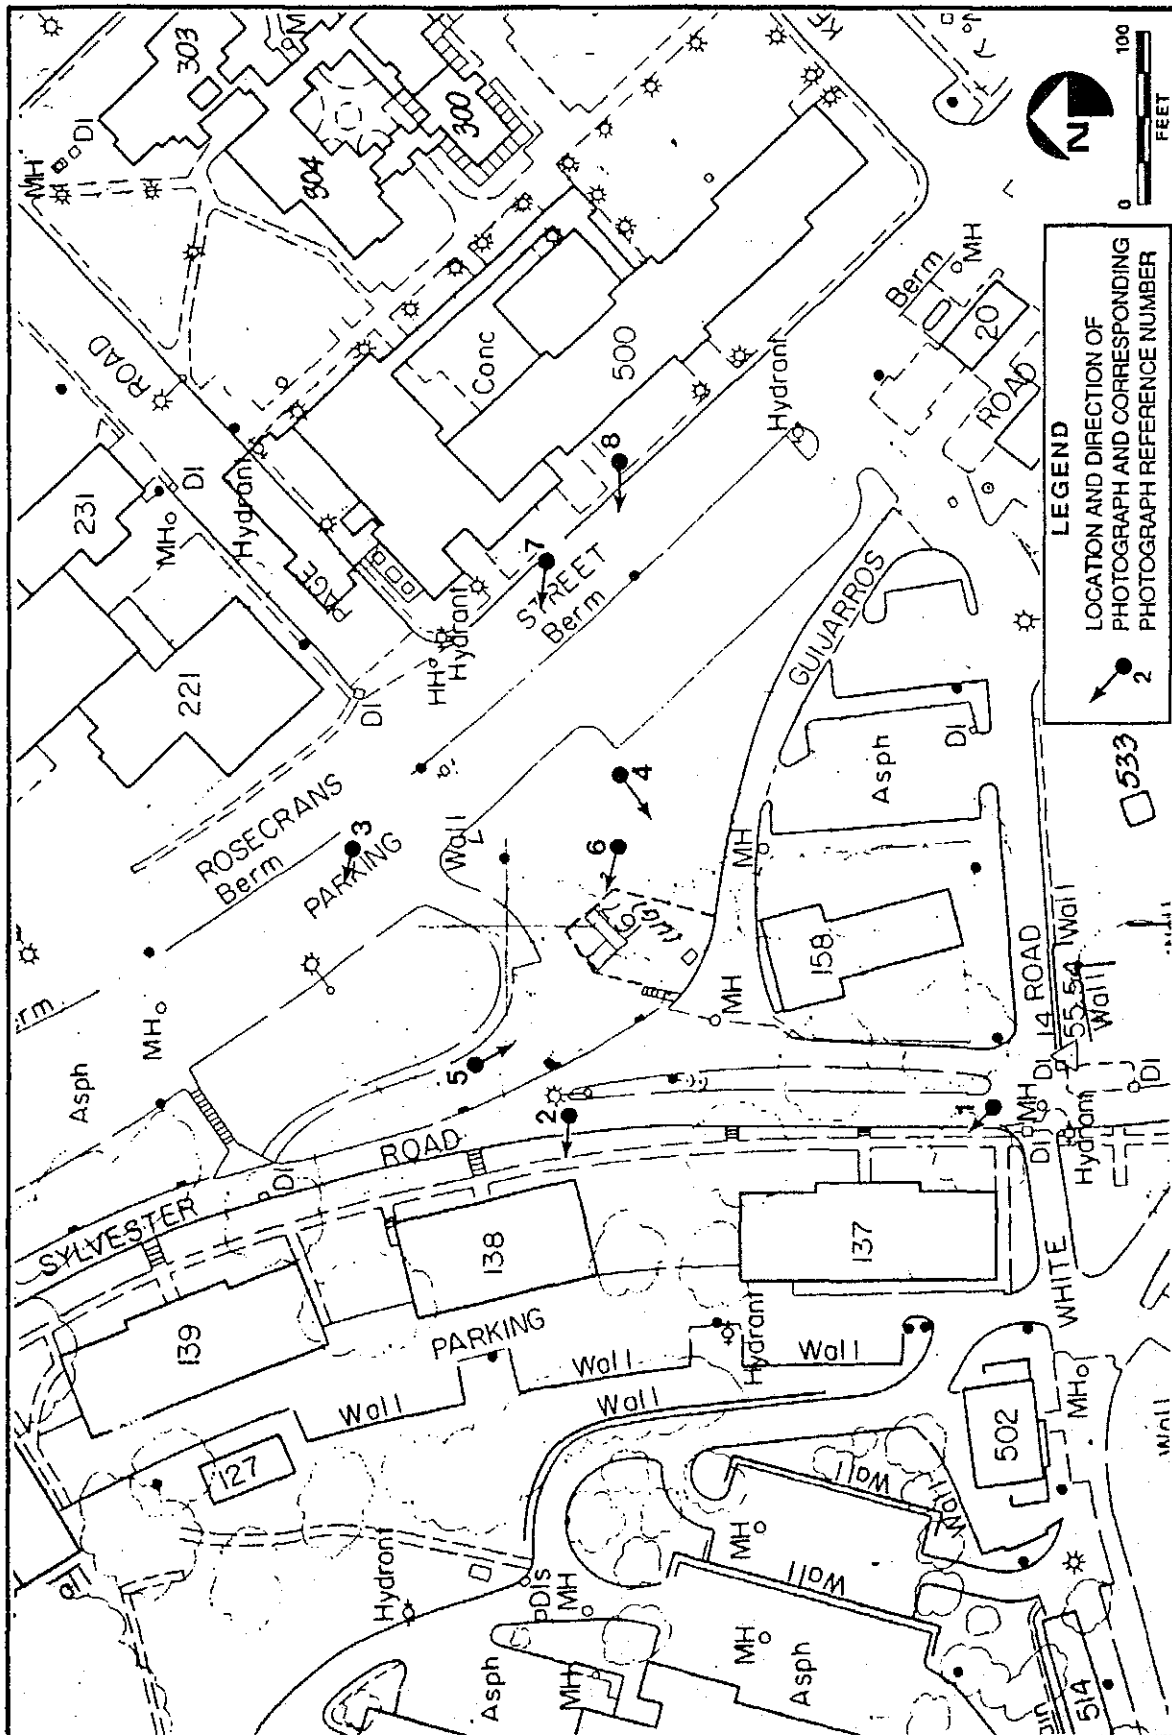 303
M
MH
DI
304
300
ROAD
231
DI
MH
Hydrant
Conc
500
PAGE
221
DI
HH
Hydrant
STREET
Berm
7
8
Hydrant
Berm
MH
20
ROAD
N
0
100
FEET
LEGEND
LOCATION AND DIRECTION OF
PHOTOGRAPH AND CORRESPONDING
PHOTOGRAPH REFERENCE NUMBER
2
ROSECRANS
Berm
3
PARKING
Wall
4
6
GUIJARROS
Asph
DI
MH
158
MH
533
14 ROAD
55,54
Wall
Wall
Asph
MH
5
2
1
DI
MH
DI
DI
Hydrant
SYLVESTER
ROAD
DI
139
138
137
WHITE
PARKING
Hydrant
Wall
Wall
Wall
Wall
127
502
MH
Wall
Wall
Wall
Wall
Hydrant
DIs
MH
MH
MH
MH
Asph
Asph
514